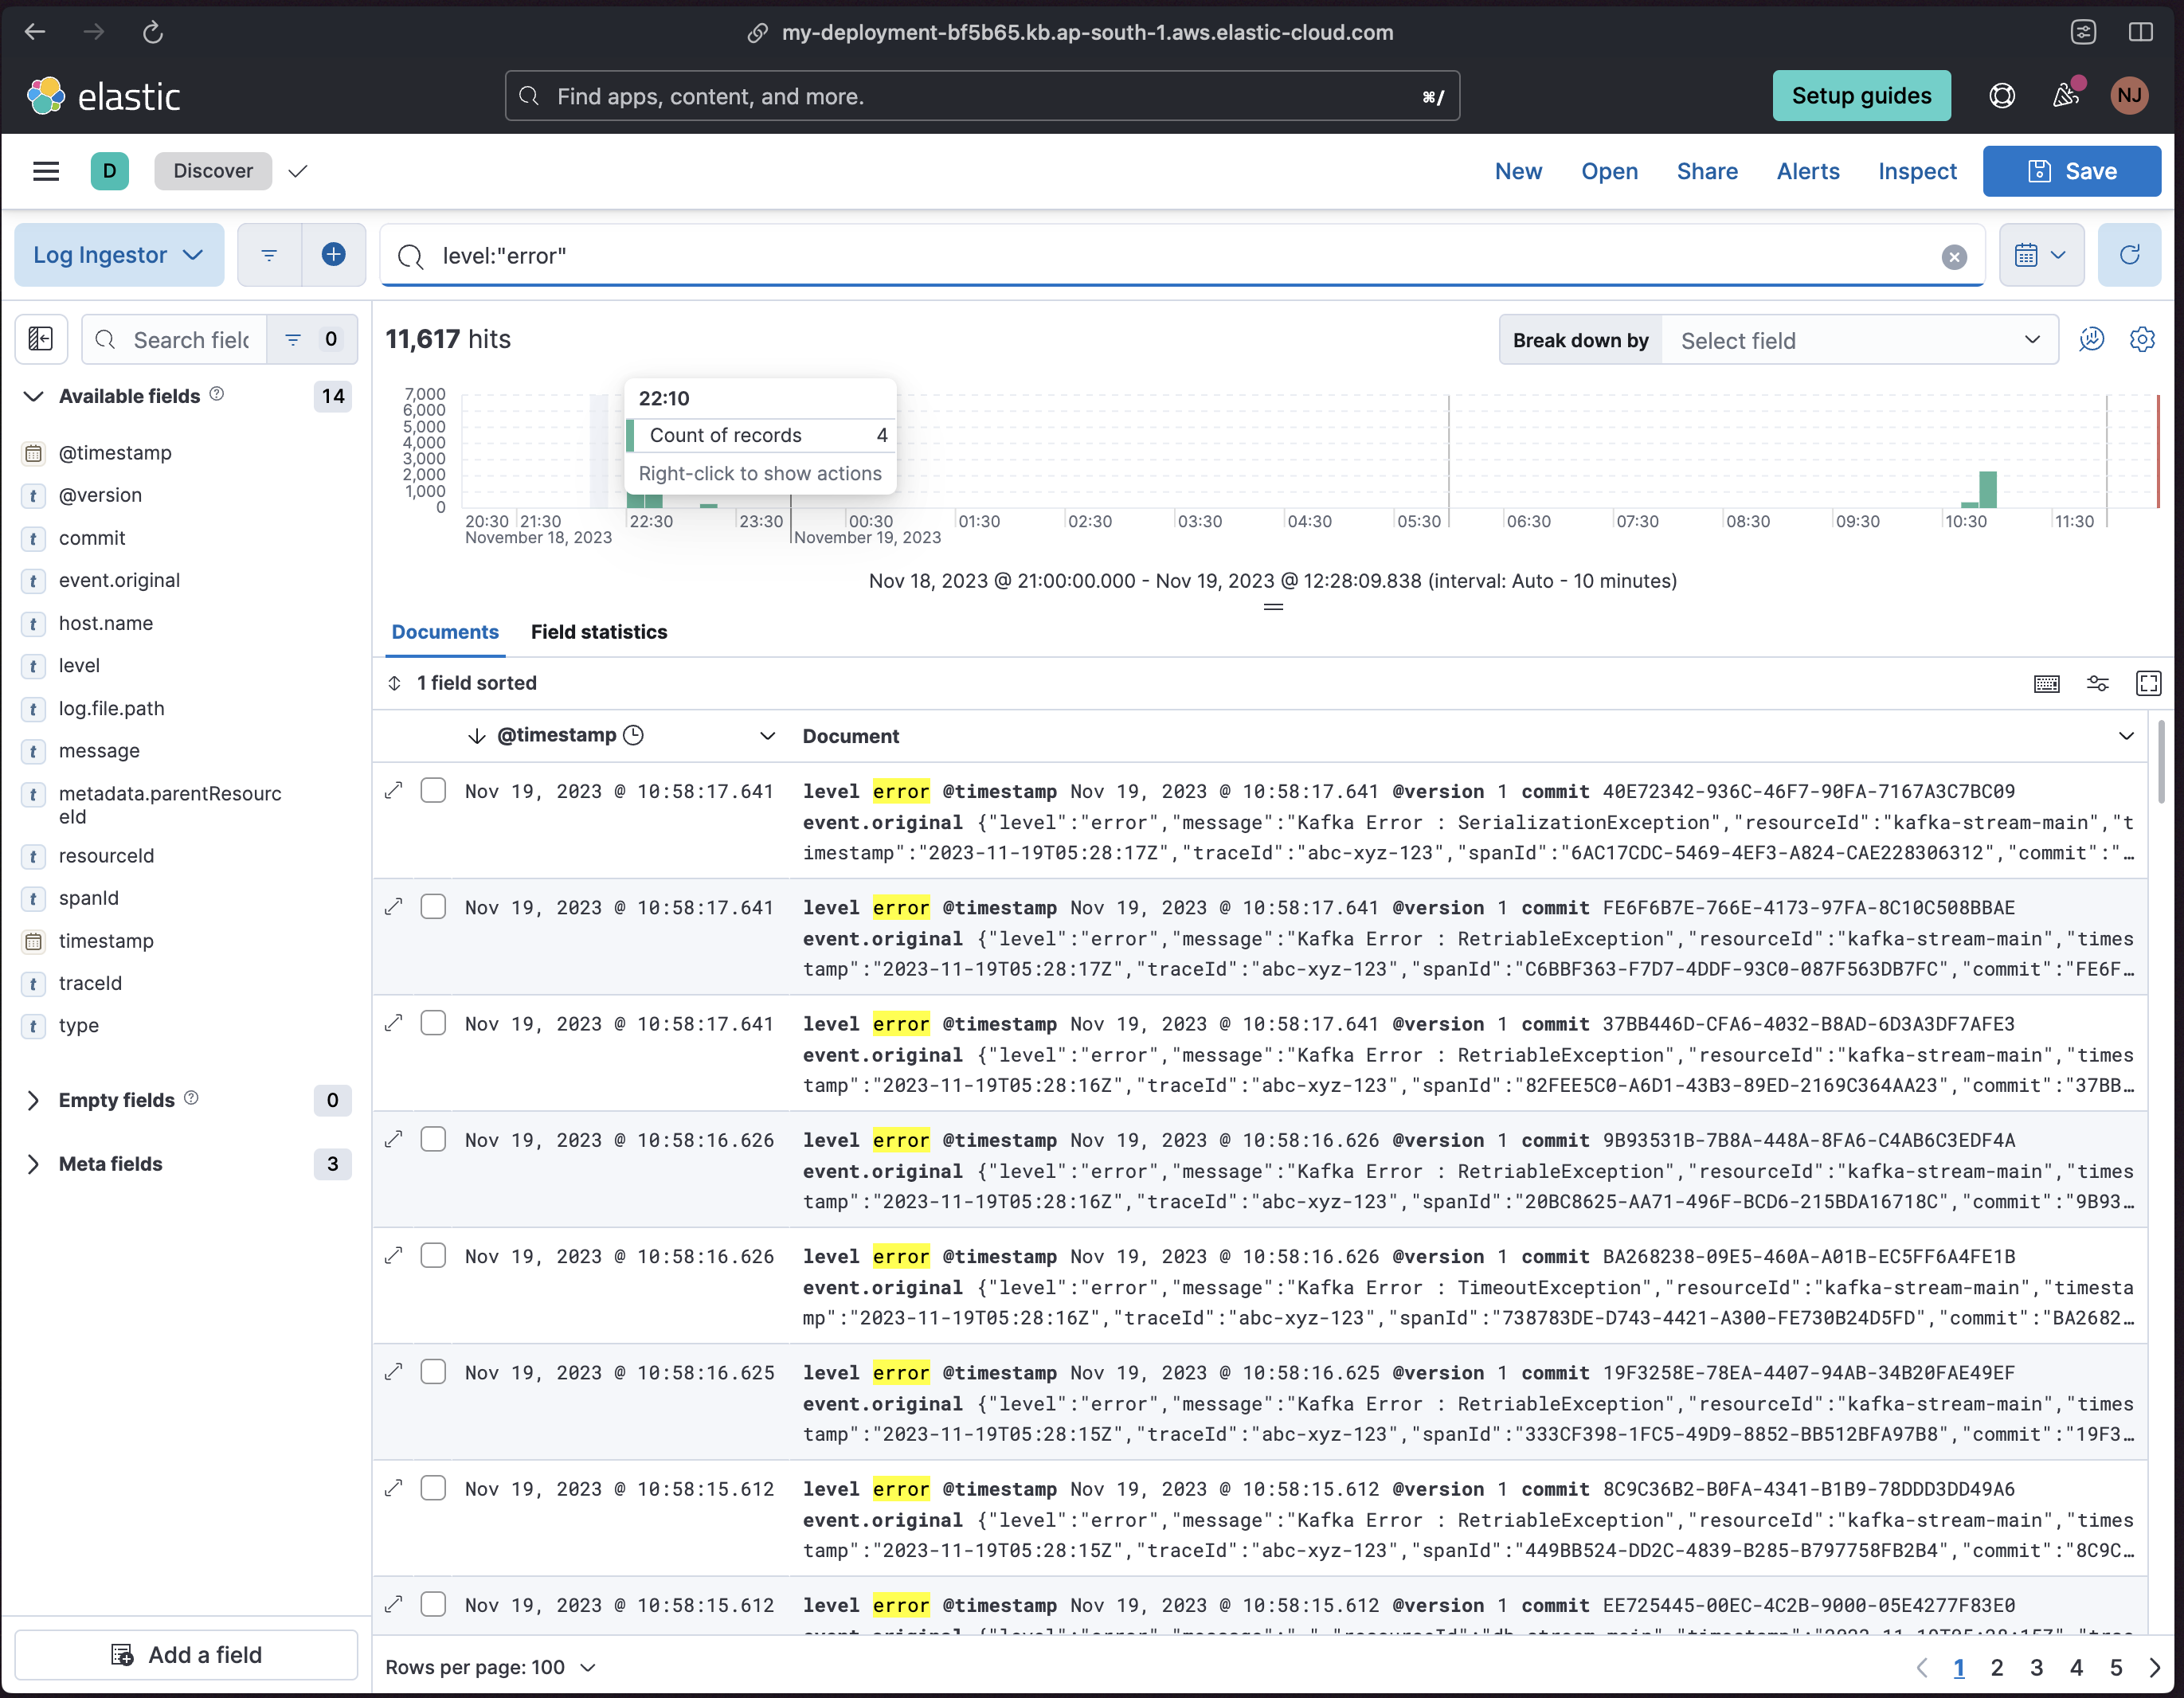 my-deployment-bf5b65.kb.ap-south-1.aws.elastic-cloud.com
elastic
Find apps, content, and more.
⌘/
Setup guides
NJ
D
Discover
New
Open
Share
Alerts
Inspect
Save
Log Ingestor
level:"error"
Search fiel
0
Available fields
14
@timestamp
t @version
t commit
t event.original
t host.name
t level
t log.file.path
t message
t metadata.parentResourc
eId
t resourceId
t spanId
timestamp
t traceId
t type
Empty fields
0
Meta fields
3
Add a field
11,617 hits
Break down by
Select field
7,000
6,000
5,000
4,000
3,000
2,000
1,000
0
22:10
Count of records 4
Right-click to show actions
20:30 21:30 22:30 23:30 00:30 01:30 02:30 03:30 04:30 05:30 06:30 07:30 08:30 09:30 10:30 11:30
November 18, 2023 November 19, 2023
Nov 18, 2023 @ 21:00:00.000 - Nov 19, 2023 @ 12:28:09.838 (interval: Auto - 10 minutes)
Documents
Field statistics
1 field sorted
@timestamp
Document
Nov 19, 2023 @ 10:58:17.641 level error @timestamp Nov 19, 2023 @ 10:58:17.641 @version 1 commit 40E72342-936C-46F7-90FA-7167A3C7BC09
event.original {"level":"error","message":"Kafka Error : SerializationException","resourceId":"kafka-stream-main","t
imestamp":"2023-11-19T05:28:17Z","traceId":"abc-xyz-123","spanId":"6AC17CDC-5469-4EF3-A824-CAE228306312","commit":"…
Nov 19, 2023 @ 10:58:17.641 level error @timestamp Nov 19, 2023 @ 10:58:17.641 @version 1 commit FE6F6B7E-766E-4173-97FA-8C10C508BBAE
event.original {"level":"error","message":"Kafka Error : RetriableException","resourceId":"kafka-stream-main","times
tamp":"2023-11-19T05:28:17Z","traceId":"abc-xyz-123","spanId":"C6BBF363-F7D7-4DDF-93C0-087F563DB7FC","commit":"FE6F…
Nov 19, 2023 @ 10:58:17.641 level error @timestamp Nov 19, 2023 @ 10:58:17.641 @version 1 commit 37BB446D-CFA6-4032-B8AD-6D3A3DF7AFE3
event.original {"level":"error","message":"Kafka Error : RetriableException","resourceId":"kafka-stream-main","times
tamp":"2023-11-19T05:28:16Z","traceId":"abc-xyz-123","spanId":"82FEE5C0-A6D1-43B3-89ED-2169C364AA23","commit":"37BB…
Nov 19, 2023 @ 10:58:16.626 level error @timestamp Nov 19, 2023 @ 10:58:16.626 @version 1 commit 9B93531B-7B8A-448A-8FA6-C4AB6C3EDF4A
event.original {"level":"error","message":"Kafka Error : RetriableException","resourceId":"kafka-stream-main","times
tamp":"2023-11-19T05:28:16Z","traceId":"abc-xyz-123","spanId":"20BC8625-AA71-496F-BCD6-215BDA16718C","commit":"9B93…
Nov 19, 2023 @ 10:58:16.626 level error @timestamp Nov 19, 2023 @ 10:58:16.626 @version 1 commit BA268238-09E5-460A-A01B-EC5FF6A4FE1B
event.original {"level":"error","message":"Kafka Error : TimeoutException","resourceId":"kafka-stream-main","timesta
mp":"2023-11-19T05:28:16Z","traceId":"abc-xyz-123","spanId":"738783DE-D743-4421-A300-FE730B24D5FD","commit":"BA2682…
Nov 19, 2023 @ 10:58:16.625 level error @timestamp Nov 19, 2023 @ 10:58:16.625 @version 1 commit 19F3258E-78EA-4407-94AB-34B20FAE49EF
event.original {"level":"error","message":"Kafka Error : RetriableException","resourceId":"kafka-stream-main","times
tamp":"2023-11-19T05:28:15Z","traceId":"abc-xyz-123","spanId":"333CF398-1FC5-49D9-8852-BB512BFA97B8","commit":"19F3…
Nov 19, 2023 @ 10:58:15.612 level error @timestamp Nov 19, 2023 @ 10:58:15.612 @version 1 commit 8C9C36B2-B0FA-4341-B1B9-78DDD3DD49A6
event.original {"level":"error","message":"Kafka Error : RetriableException","resourceId":"kafka-stream-main","times
tamp":"2023-11-19T05:28:15Z","traceId":"abc-xyz-123","spanId":"449BB524-DD2C-4839-B285-B797758FB2B4","commit":"8C9C…
Nov 19, 2023 @ 10:58:15.612 level error @timestamp Nov 19, 2023 @ 10:58:15.612 @version 1 commit EE725445-00EC-4C2B-9000-05E4277F83E0
Rows per page: 100
1 2 3 4 5